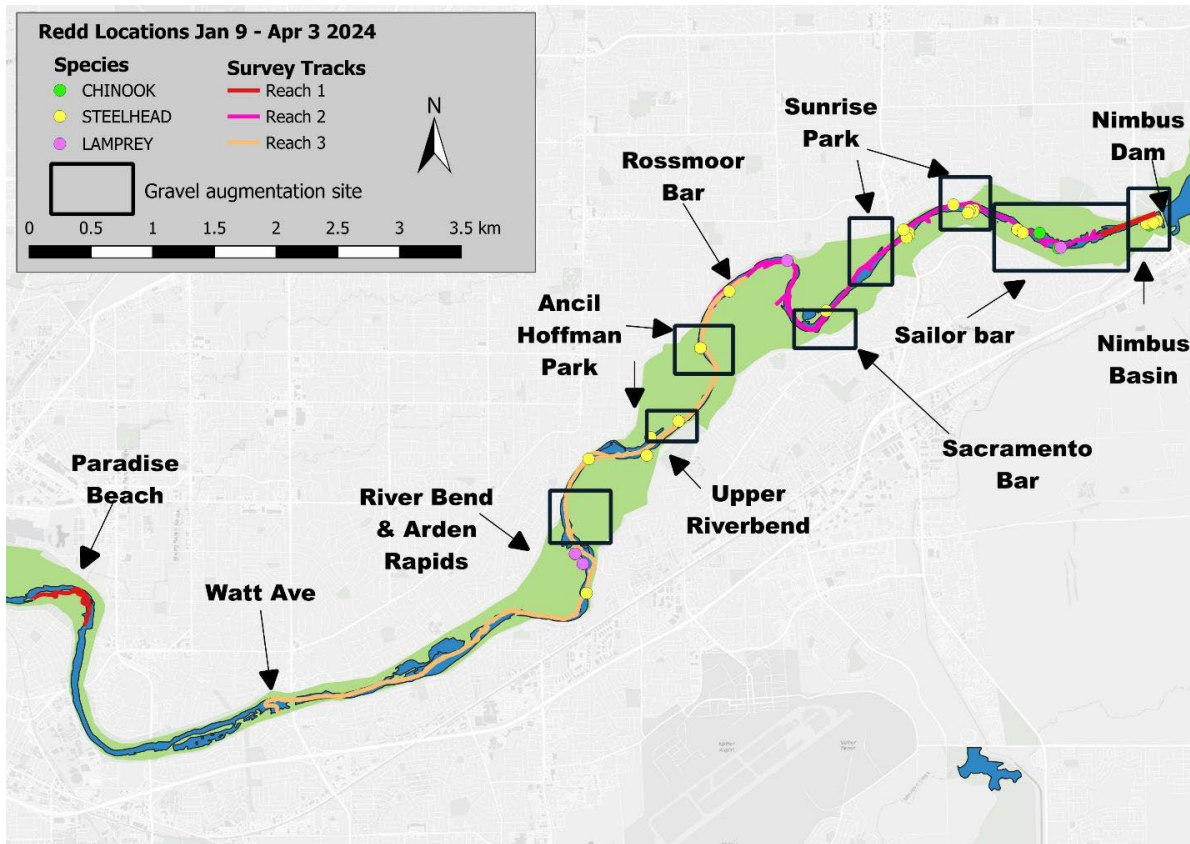 Redd Locations Jan 9 - Apr 3 2024
Species
CHINOOK
STEELHEAD
LAMPREY
Survey Tracks
Reach 1
Reach 2
Reach 3
Gravel augmentation site
0 0.5 1 1.5 2 2.5 3 3.5 km
N
Sunrise
Park
Nimbus
Dam
Rossmoor
Bar
Ancil
Hoffman
Park
Sailor bar
Nimbus
Basin
Sacramento
Bar
Paradise
Beach
River Bend
& Arden
Rapids
Upper
Riverbend
Watt Ave